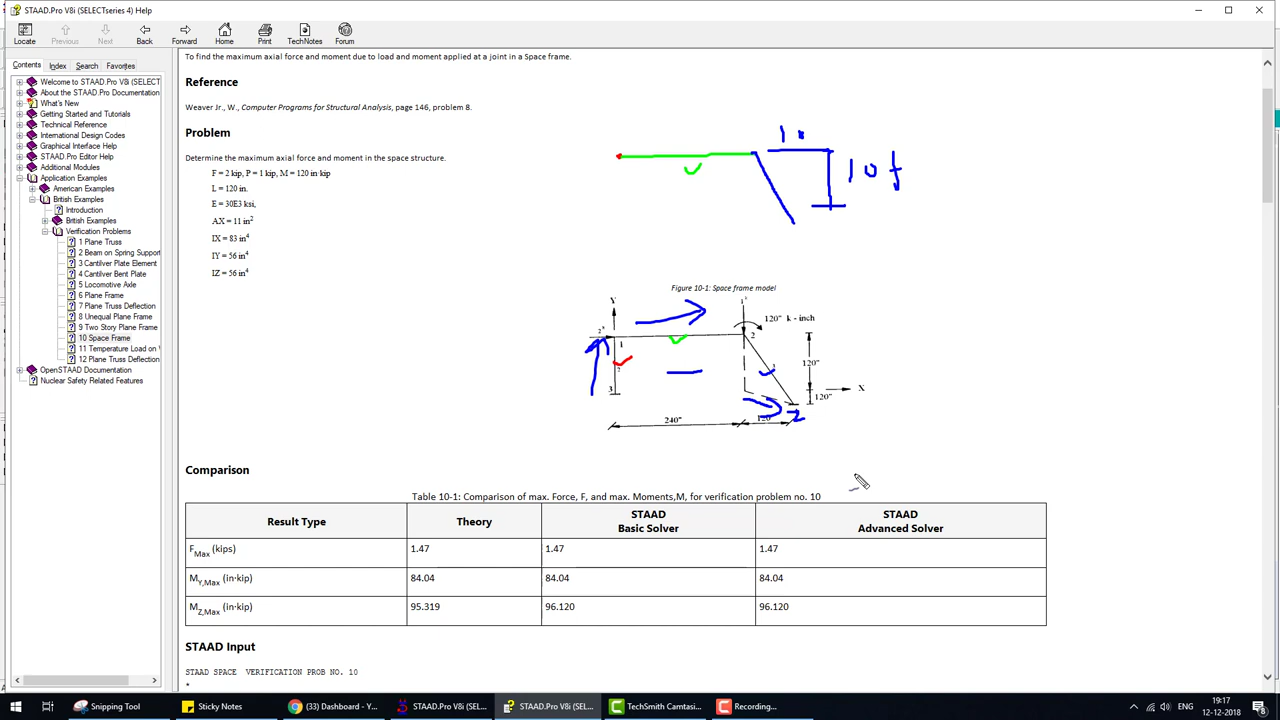 STAAD.Pro V8i (SELECTseries 4) Help
Locate
Previous
Next
Back
Forward
Home
Print
TechNotes
Forum
Contents
Index
Search
Favorites
Welcome to STAAD.Pro V8i (SELECT
About the STAAD.Pro Documentation
What's New
Getting Started and Tutorials
Technical Reference
International Design Codes
Graphical Interface Help
STAAD.Pro Editor Help
Additional Modules
Application Examples
American Examples
British Examples
Introduction
British Examples
Verification Problems
1 Plane Truss
2 Beam on Spring Support
3 Cantilver Plate Element
4 Cantilver Bent Plate
5 Locomotive Axle
6 Plane Frame
7 Plane Truss Deflection
8 Unequal Plane Frame
9 Two Story Plane Frame
10 Space Frame
11 Temperature Load on
12 Plane Truss Deflection
OpenSTAAD Documentation
Nuclear Safety Related Features
To find the maximum axial force and moment due to load and moment applied at a joint in a Space frame.
Reference
Weaver Jr., W., Computer Programs for Structural Analysis, page 146, problem 8.
Problem
Determine the maximum axial force and moment in the space structure.
F = 2 kip, P = 1 kip, M = 120 in·kip
L = 120 in.
E = 30E3 ksi,
AX = 11 in2
IX = 83 in4
IY = 56 in4
IZ = 56 in4
10 f
Figure 10-1: Space frame model
Y
1k
120" k - inch
2k
1
2
3
120"
X
120"
240"
Comparison
Table 10-1: Comparison of max. Force, F, and max. Moments,M, for verification problem no. 10
Result Type
Theory
STAAD
Basic Solver
STAAD
Advanced Solver
FMax (kips)
1.47
1.47
1.47
MY,Max (in·kip)
84.04
84.04
84.04
MZ,Max (in·kip)
95.319
96.120
96.120
STAAD Input
STAAD SPACE VERIFICATION PROB NO. 10
*
Snipping Tool
Sticky Notes
(33) Dashboard - Y...
STAAD.Pro V8i (SEL...
STAAD.Pro V8i (SEL...
TechSmith Camtasi...
Recording...
ENG
19:17
12-12-2018